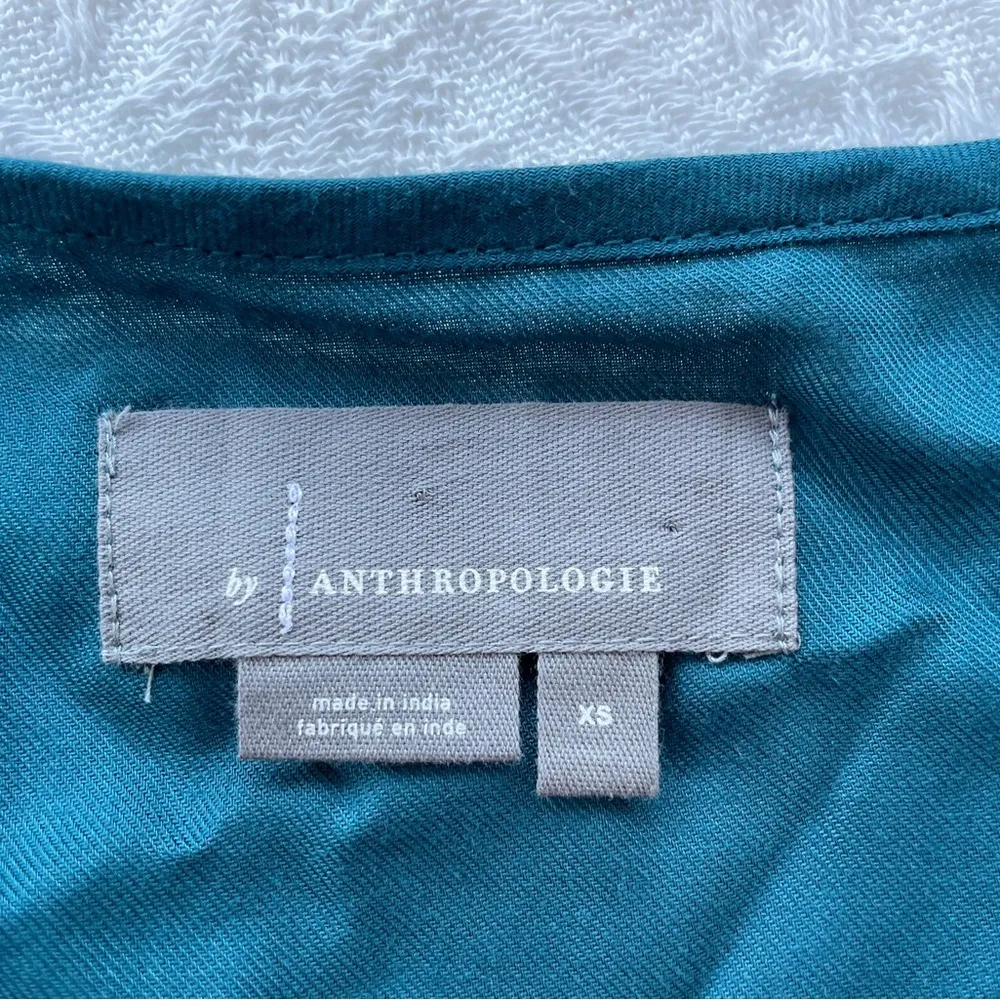 by ANTHROPOLOGIE
made in india
fabriqué en inde
XS